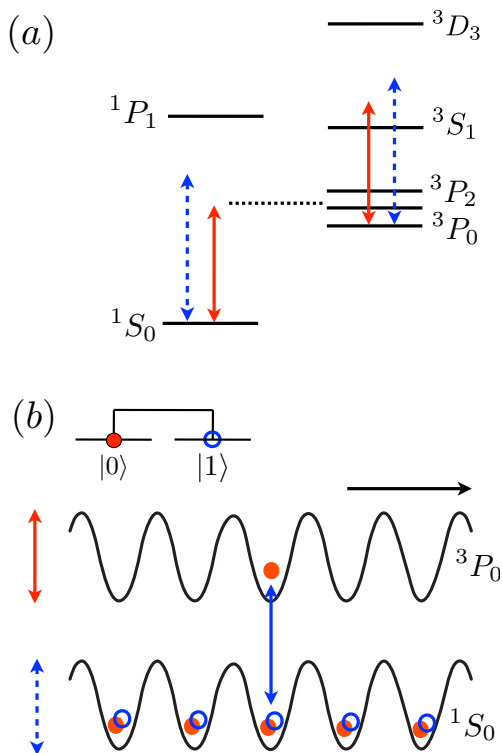 (a)
³D₃
¹P₁
³S₁
³P₂
³P₀
¹S₀
(b)
|0⟩ |1⟩
³P₀
¹S₀